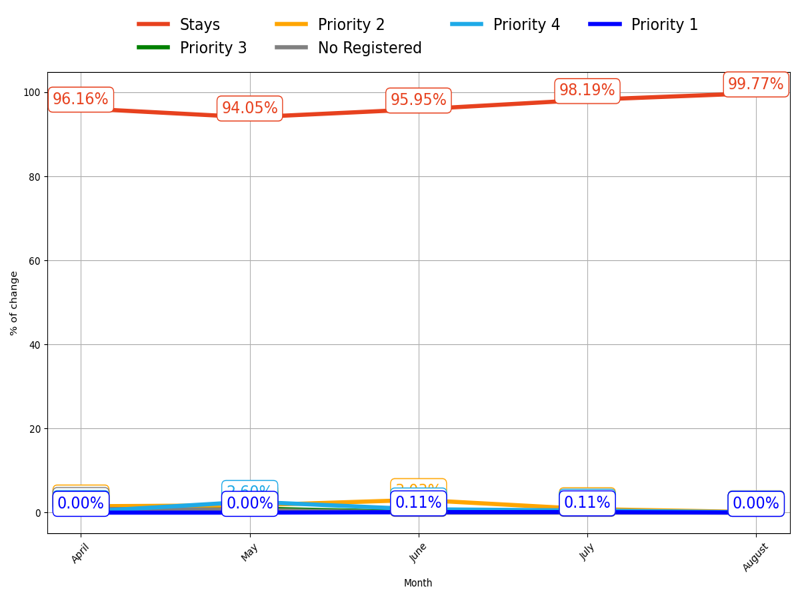 Stays Priority 2 Priority 4 Priority 1
Priority 3 No Registered
99.77%
98.19%
96.16%
95.95%
94.05%
100
80
60
40
20
0
% of change
0.00%
0.00%
0.11%
0.11%
0.00%
April
May
June
July
August
Month